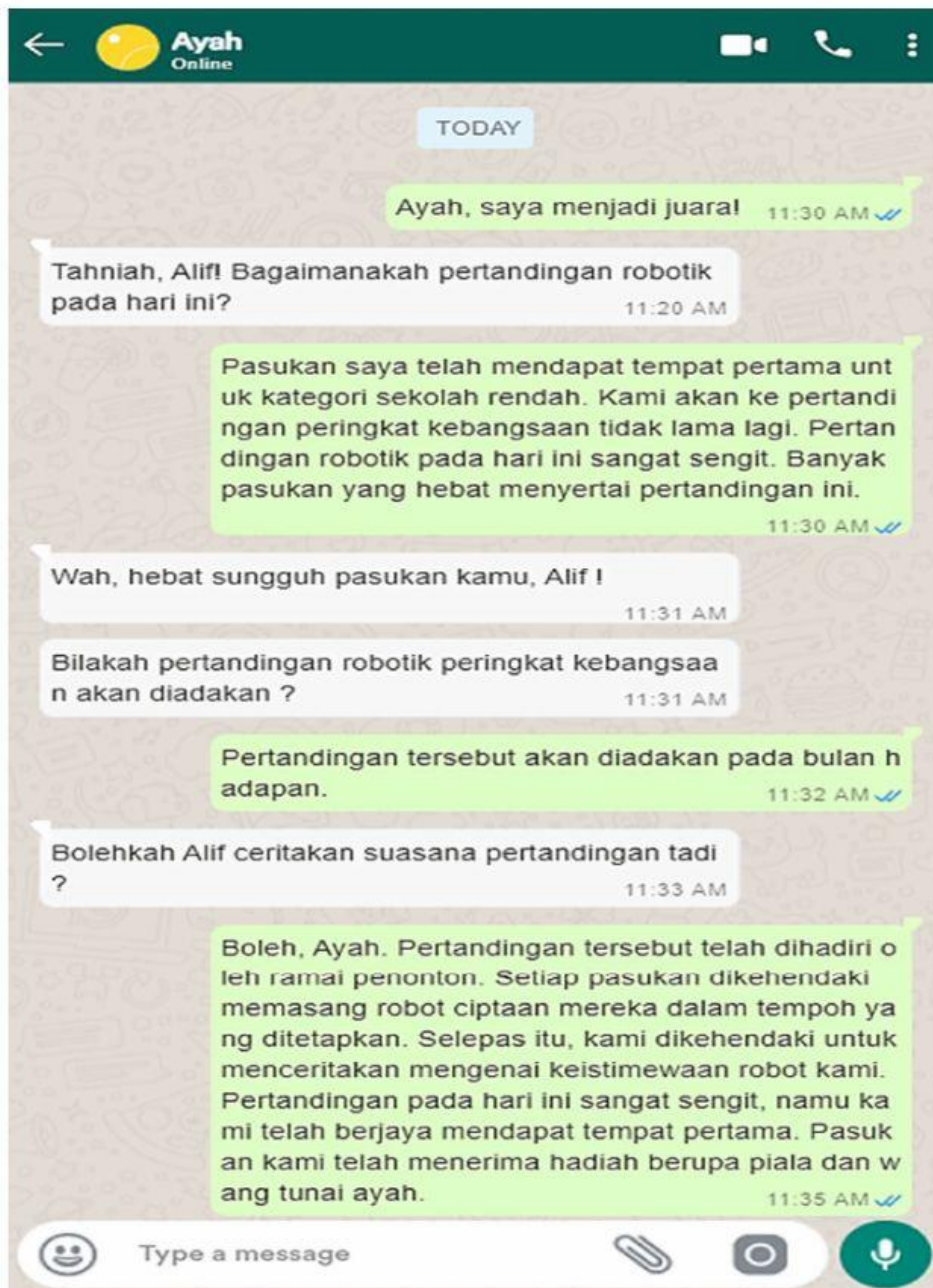 Ayah
Online
TODAY
Ayah, saya menjadi juara! 11:30 AM
Tahniah, Alif! Bagaimanakah pertandingan robotik
pada hari ini? 11:20 AM
Pasukan saya telah mendapat tempat pertama unt
uk kategori sekolah rendah. Kami akan ke pertandi
ngan peringkat kebangsaan tidak lama lagi. Pertan
dingan robotik pada hari ini sangat sengit. Banyak
pasukan yang hebat menyertai pertandingan ini.
11:30 AM
Wah, hebat sungguh pasukan kamu, Alif !
11:31 AM
Bilakah pertandingan robotik peringkat kebangsaa
n akan diadakan ? 11:31 AM
Pertandingan tersebut akan diadakan pada bulan h
adapan. 11:32 AM
Bolehkah Alif ceritakan suasana pertandingan tadi
? 11:33 AM
Boleh, Ayah. Pertandingan tersebut telah dihadiri o
leh ramai penonton. Setiap pasukan dikehendaki
memasang robot ciptaan mereka dalam tempoh ya
ng ditetapkan. Selepas itu, kami dikehendaki untuk
menceritakan mengenai keistimewaan robot kami.
Pertandingan pada hari ini sangat sengit, namu ka
mi telah berjaya mendapat tempat pertama. Pasuk
an kami telah menerima hadiah berupa piala dan w
ang tunai ayah. 11:35 AM
Type a message